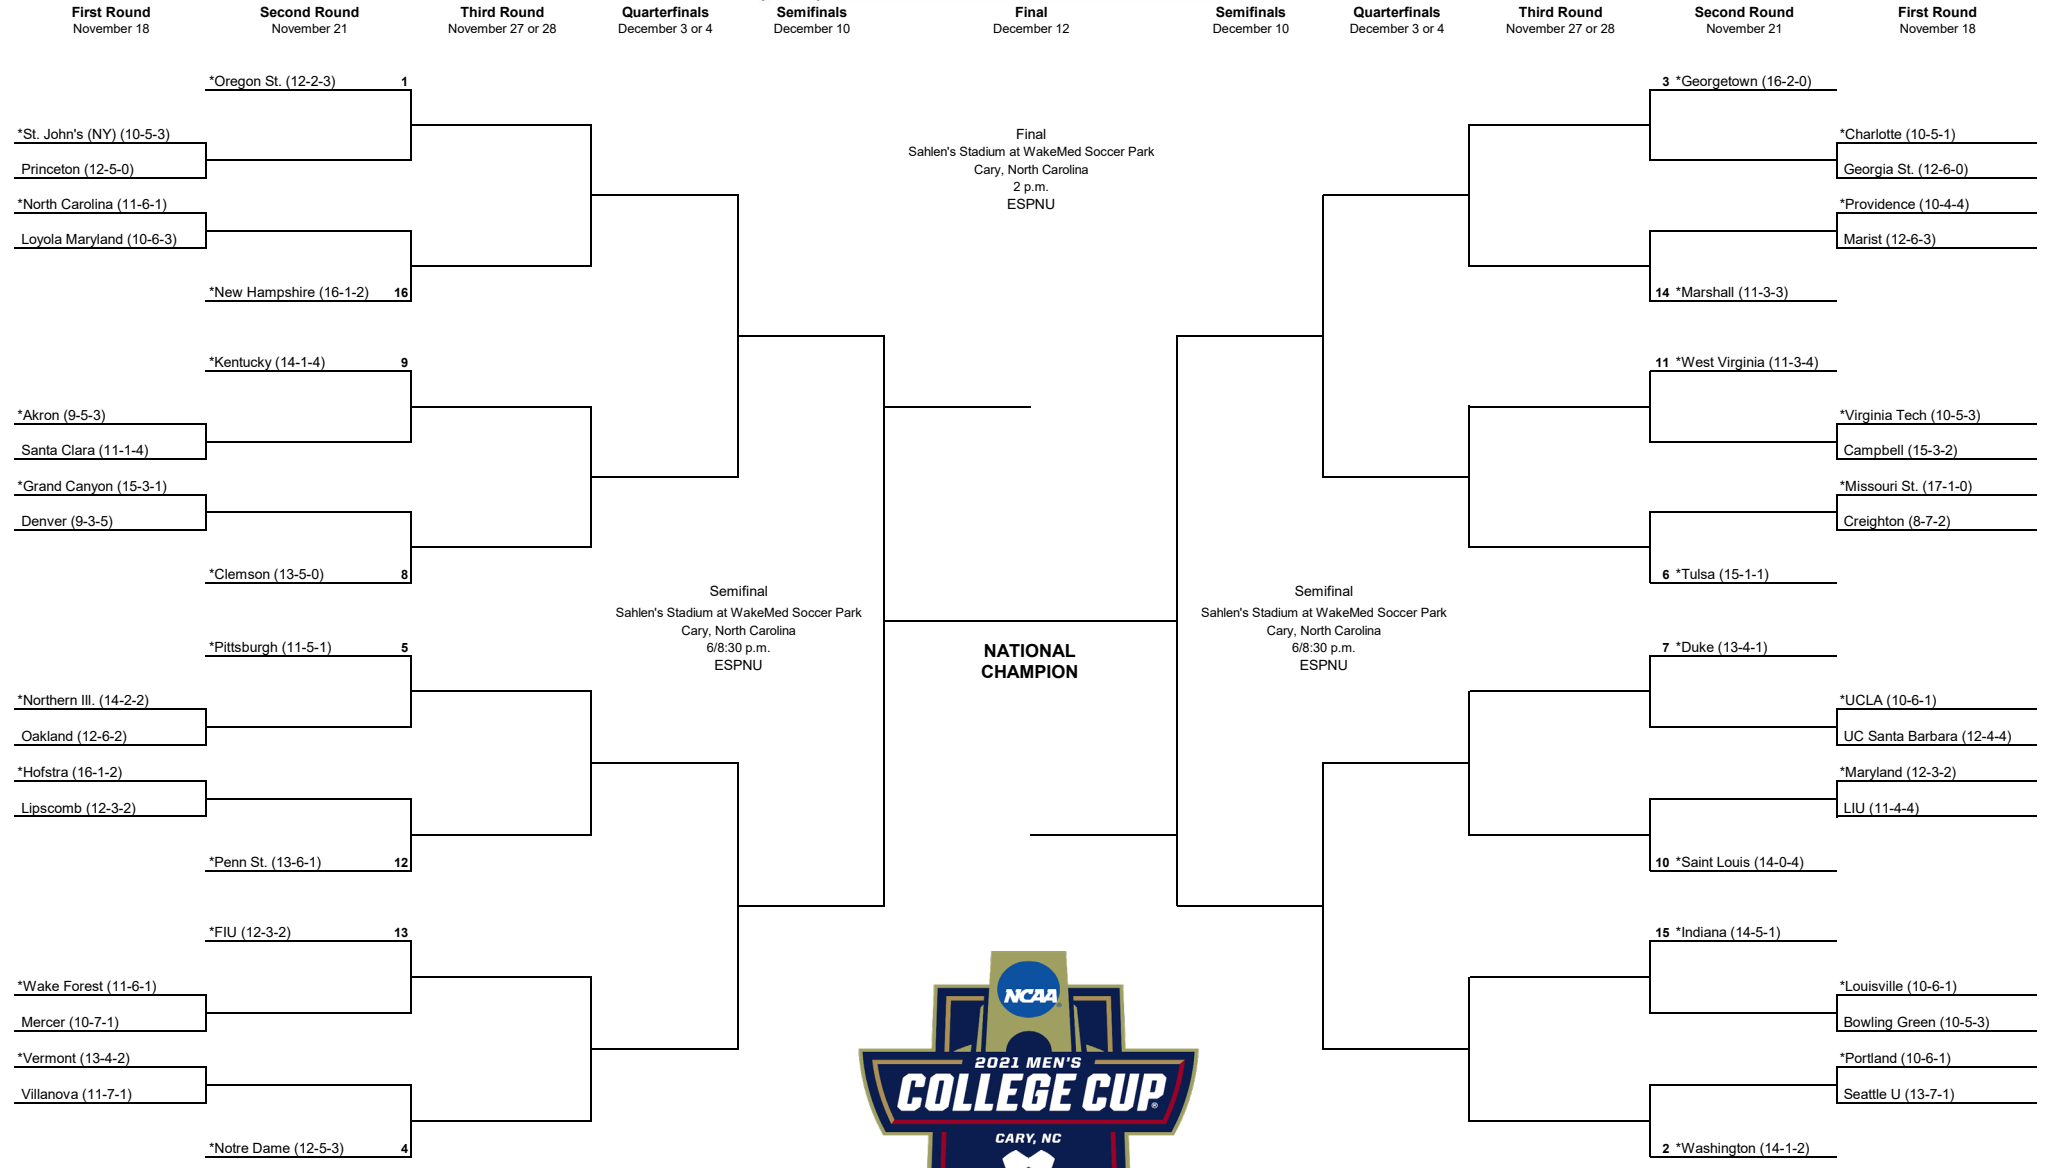 First Round
November 18
Second Round
November 21
Third Round
November 27 or 28
Quarterfinals
December 3 or 4
Semifinals
December 10
Final
December 12
Semifinals
December 10
Quarterfinals
December 3 or 4
Third Round
November 27 or 28
Second Round
November 21
First Round
November 18
*Oregon St. (12-2-3) 1
*St. John's (NY) (10-5-3)
Princeton (12-5-0)
*North Carolina (11-6-1)
Loyola Maryland (10-6-3)
*New Hampshire (16-1-2) 16
*Kentucky (14-1-4) 9
*Akron (9-5-3)
Santa Clara (11-1-4)
*Grand Canyon (15-3-1)
Denver (9-3-5)
*Clemson (13-5-0) 8
*Pittsburgh (11-5-1) 5
*Northern Ill. (14-2-2)
Oakland (12-6-2)
*Hofstra (16-1-2)
Lipscomb (12-3-2)
*Penn St. (13-6-1) 12
*FIU (12-3-2) 13
*Wake Forest (11-6-1)
Mercer (10-7-1)
*Vermont (13-4-2)
Villanova (11-7-1)
*Notre Dame (12-5-3) 4
Semifinal
Sahlen's Stadium at WakeMed Soccer Park
Cary, North Carolina
6/8:30 p.m.
ESPNU
Final
Sahlen's Stadium at WakeMed Soccer Park
Cary, North Carolina
2 p.m.
ESPNU
NATIONAL
CHAMPION
Semifinal
Sahlen's Stadium at WakeMed Soccer Park
Cary, North Carolina
6/8:30 p.m.
ESPNU
3 *Georgetown (16-2-0)
*Charlotte (10-5-1)
Georgia St. (12-6-0)
*Providence (10-4-4)
Marist (12-6-3)
14 *Marshall (11-3-3)
11 *West Virginia (11-3-4)
*Virginia Tech (10-5-3)
Campbell (15-3-2)
*Missouri St. (17-1-0)
Creighton (8-7-2)
6 *Tulsa (15-1-1)
7 *Duke (13-4-1)
*UCLA (10-6-1)
UC Santa Barbara (12-4-4)
*Maryland (12-3-2)
LIU (11-4-4)
10 *Saint Louis (14-0-4)
15 *Indiana (14-5-1)
*Louisville (10-6-1)
Bowling Green (10-5-3)
*Portland (10-6-1)
Seattle U (13-7-1)
2 *Washington (14-1-2)
NCAA
2021 MEN'S
COLLEGE CUP®
CARY, NC